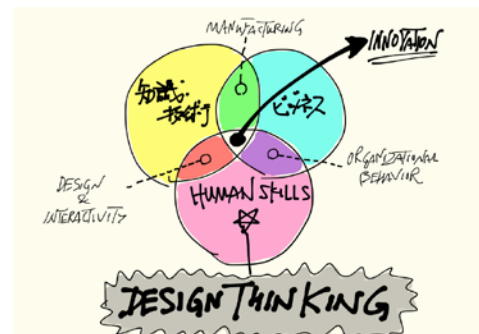 MANUFACTURING
INNOVATION
知識・
技術
ビジネス
ORGANIZATIONAL
BEHAVIOR
DESIGN
&
INTERACTIVITY
HUMAN SKILLS
DESIGN THINKING